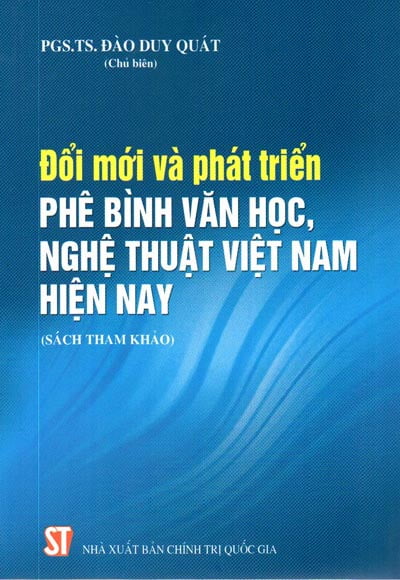 PGS.TS. ĐÀO DUY QUÁT
(Chủ biên)
Đổi mới và phát triển
PHÊ BÌNH VĂN HỌC,
NGHỆ THUẬT VIỆT NAM
HIỆN NAY
(SÁCH THAM KHẢO)
ST
NHÀ XUẤT BẢN CHÍNH TRỊ QUỐC GIA